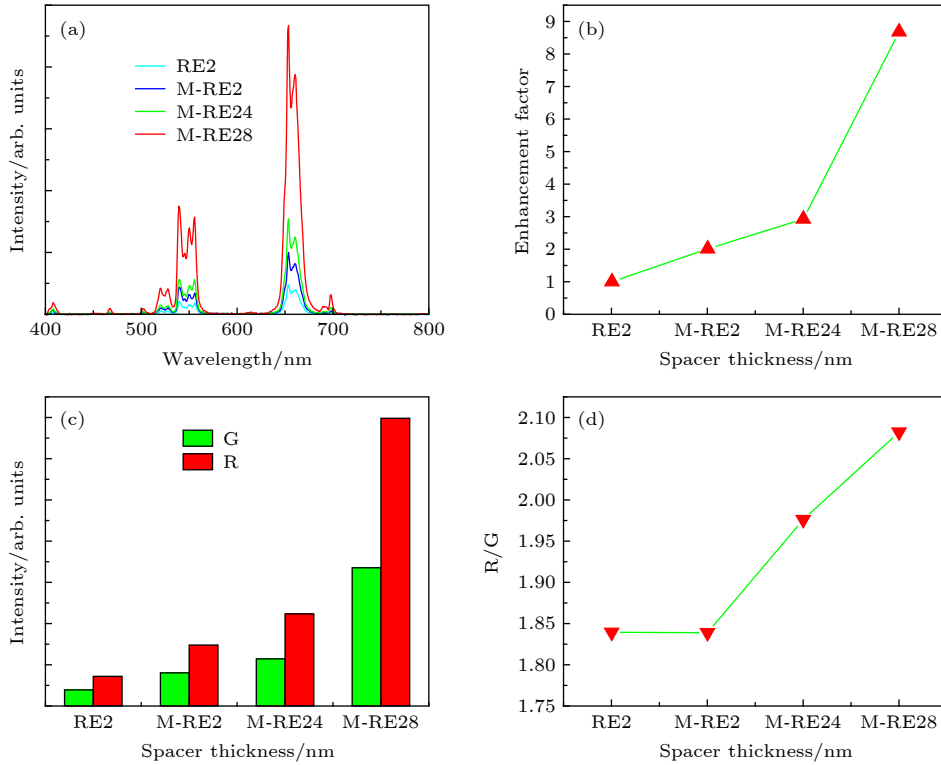 (a)
RE2
M-RE2
M-RE24
M-RE28
Intensity/arb. units
400 500 600 700 800
Wavelength/nm
(b)
Enhancement factor
9
8
7
6
5
4
3
2
1
0
RE2 M-RE2 M-RE24 M-RE28
Spacer thickness/nm
(c)
G
R
Intensity/arb. units
RE2 M-RE2 M-RE24 M-RE28
Spacer thickness/nm
(d)
R/G
2.10
2.05
2.00
1.95
1.90
1.85
1.80
1.75
RE2 M-RE2 M-RE24 M-RE28
Spacer thickness/nm